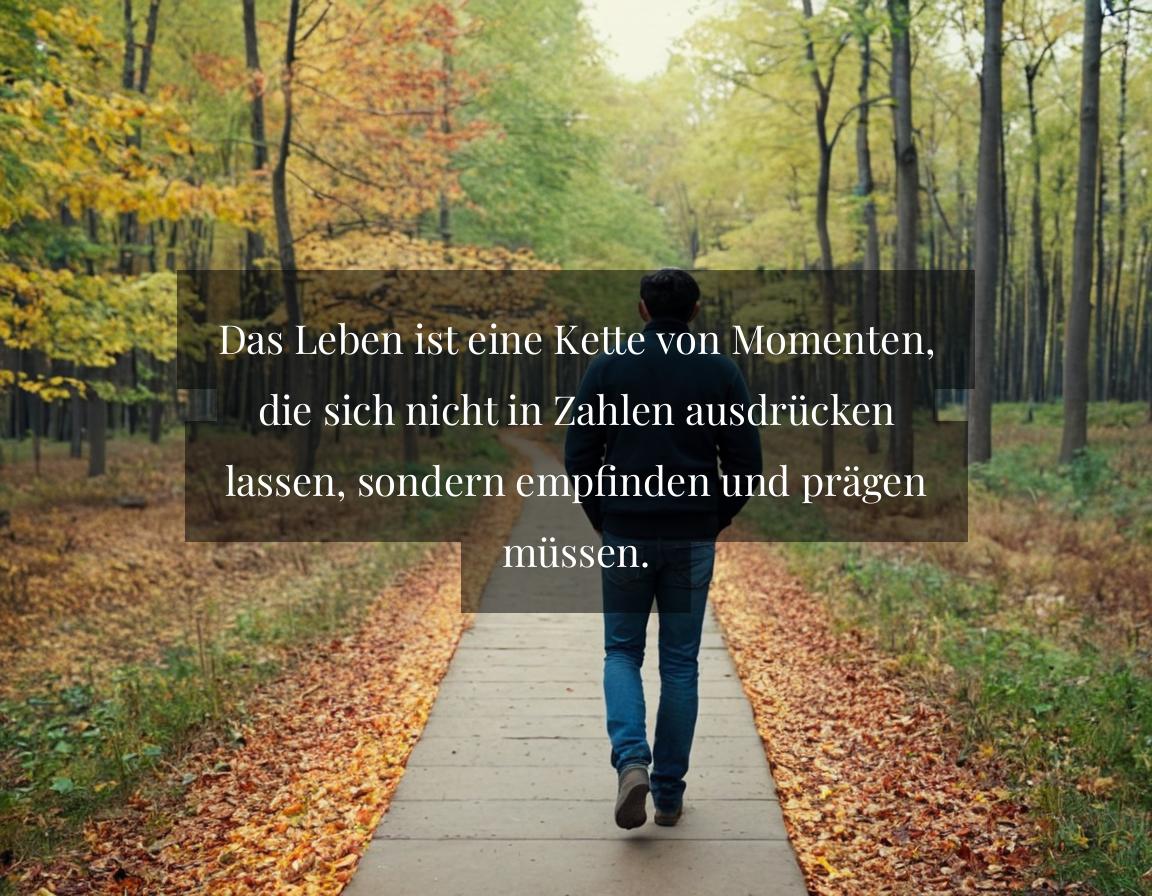 Das Leben ist eine Kette von Momenten,
die sich nicht in Zahlen ausdrücken
lassen, sondern empfinden und prägen
müssen.